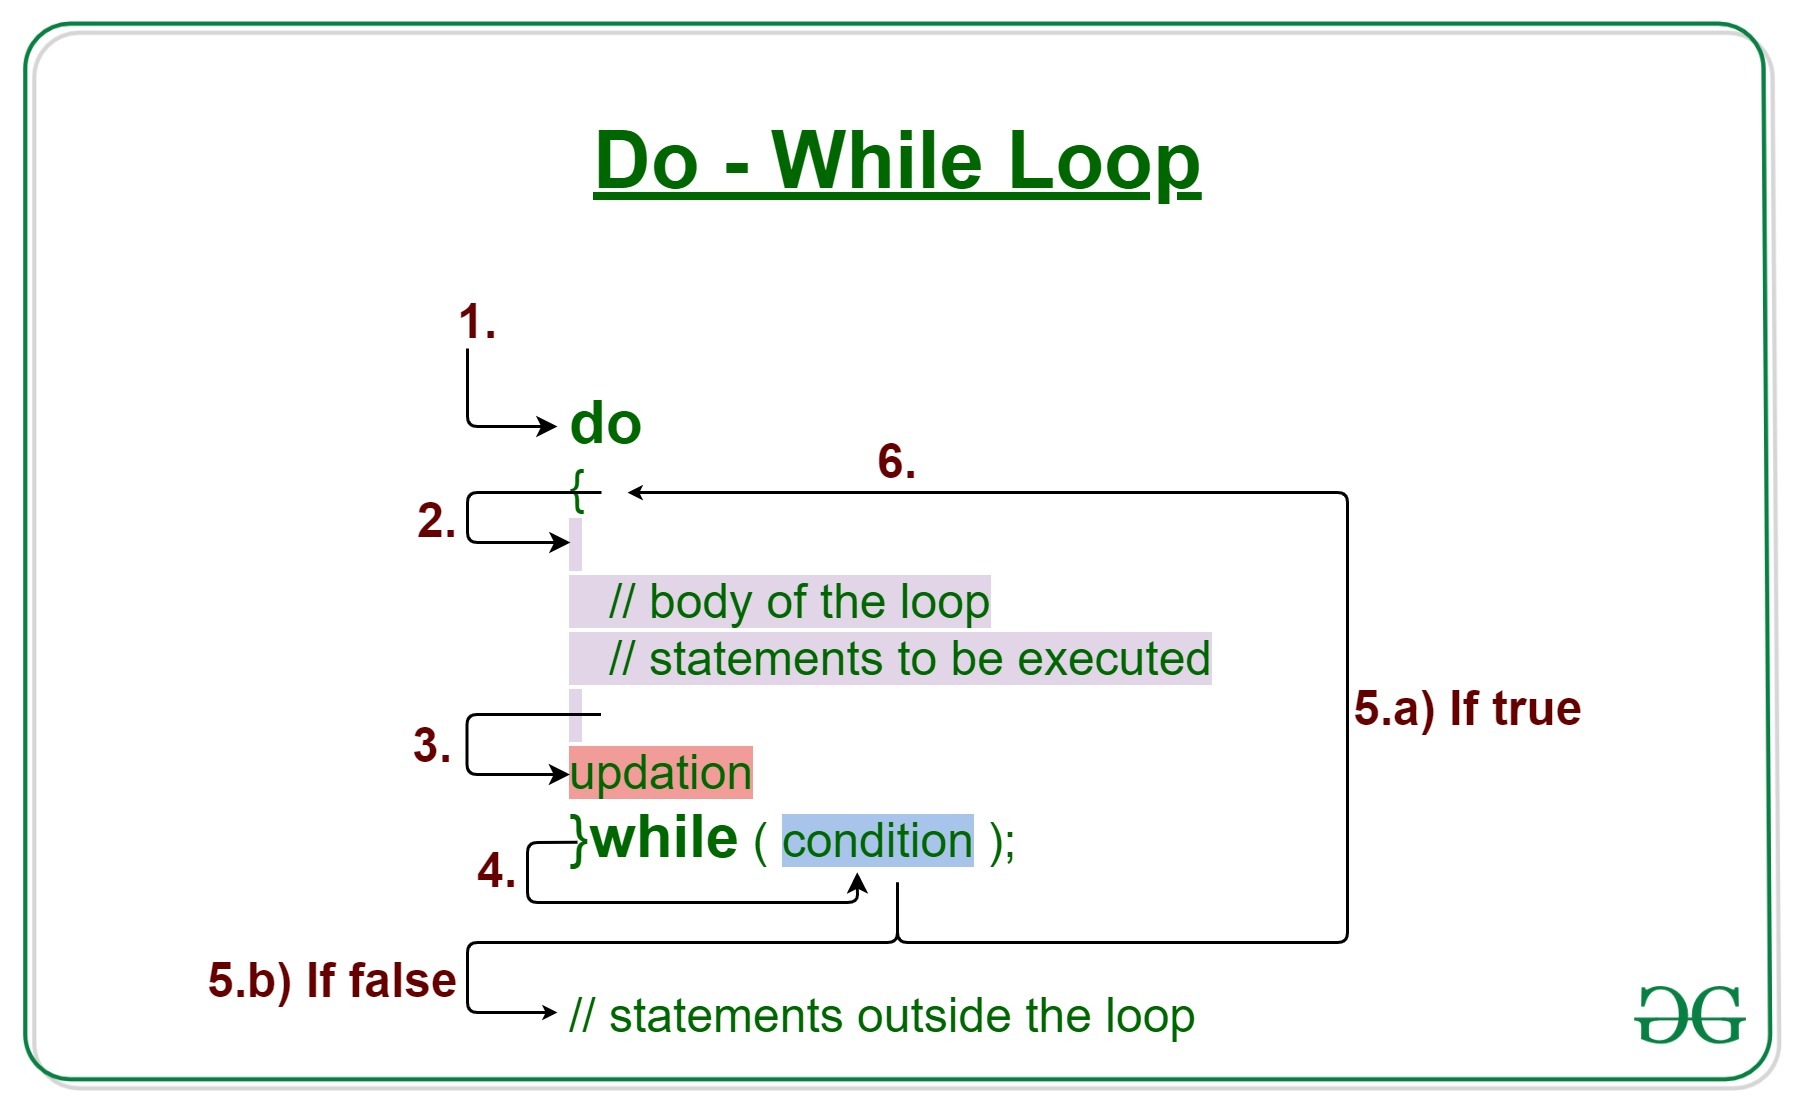 Do - While Loop
1.
do
6.
{
2.
// body of the loop
// statements to be executed
5.a) If true
3.
updation
}while ( condition );
4.
5.b) If false
// statements outside the loop